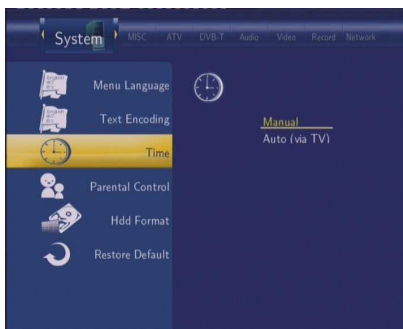 System MISC ATV DVB-T Audio Video Record Network
Menu Language
Text Encoding
Time
Manual
Auto (via TV)
Parental Control
Hdd Format
Restore Default